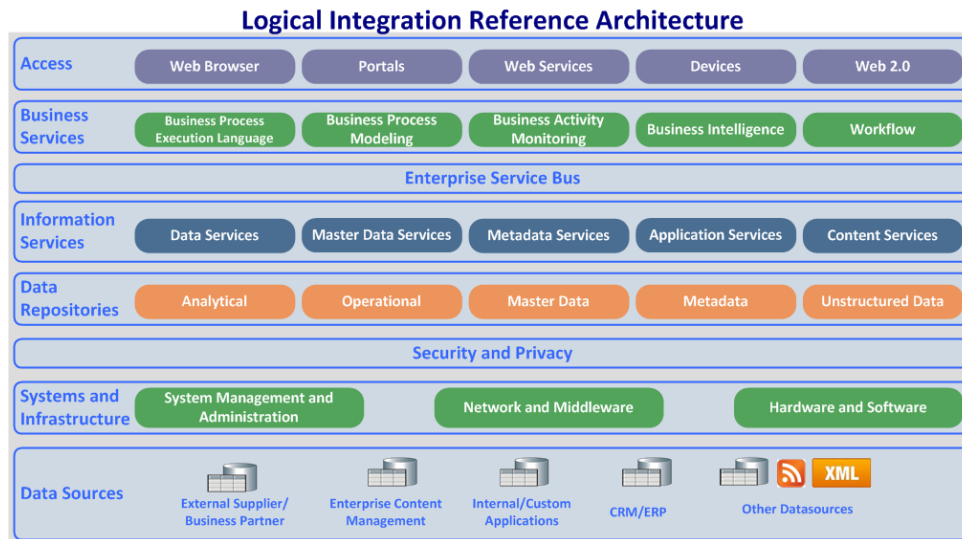 Logical Integration Reference Architecture
Access
Web Browser
Portals
Web Services
Devices
Web 2.0
Business
Services
Business Process
Execution Language
Business Process
Modeling
Business Activity
Monitoring
Business Intelligence
Workflow
Enterprise Service Bus
Information
Services
Data Services
Master Data Services
Metadata Services
Application Services
Content Services
Data
Repositories
Analytical
Operational
Master Data
Metadata
Unstructured Data
Security and Privacy
Systems and
Infrastructure
System Management and
Administration
Network and Middleware
Hardware and Software
Data Sources
External Supplier/
Business Partner
Enterprise Content
Management
Internal/Custom
Applications
CRM/ERP
XML
Other Datasources